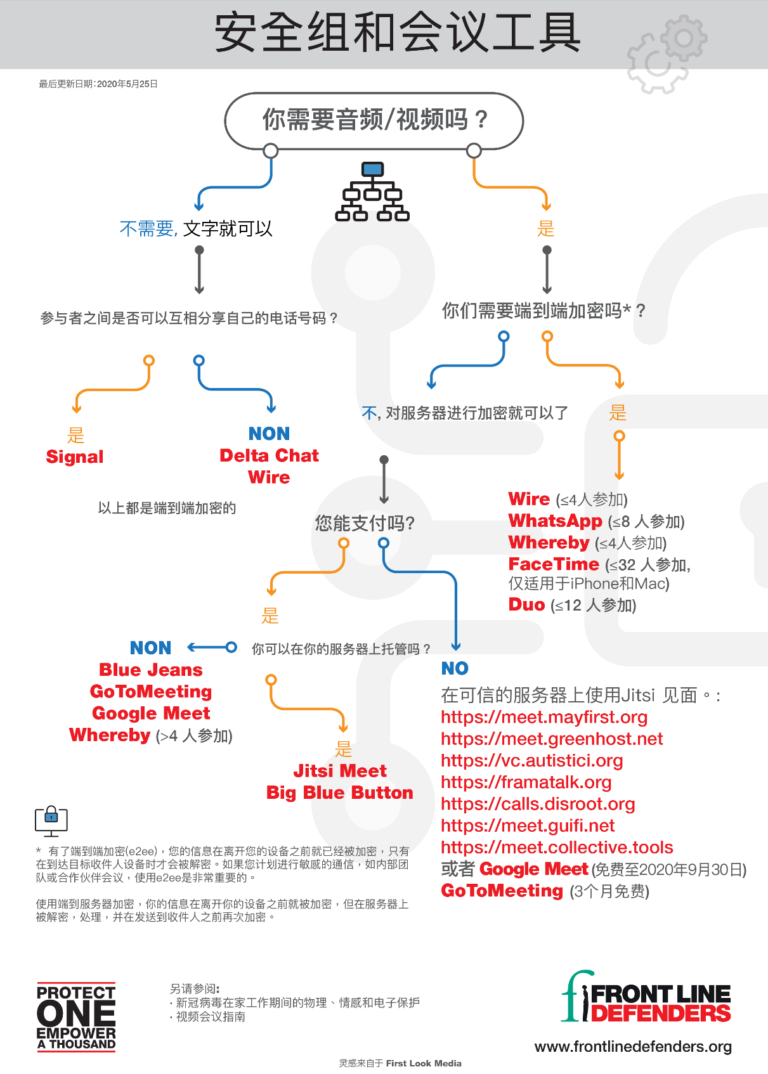 安全组和会议工具
最后更新日期：2020年5月25日
你需要音频/视频吗？
不需要, 文字就可以
是
参与者之间是否可以互相分享自己的电话号码？
你们需要端到端加密吗*？
是
Signal
NON
Delta Chat
Wire
以上都是端到端加密的
不, 对服务器进行加密就可以了
是
Wire (≤4人参加)
WhatsApp (≤8 人参加)
Whereby (≤4人参加)
FaceTime (≤32 人参加,
仅适用于iPhone和Mac)
Duo (≤12 人参加)
您能支付吗?
是
你可以在你的服务器上托管吗？
NON
Blue Jeans
GoToMeeting
Google Meet
Whereby (>4 人参加)
是
Jitsi Meet
Big Blue Button
NO
在可信的服务器上使用Jitsi 见面。:
https://meet.mayfirst.org
https://meet.greenhost.net
https://vc.autistici.org
https://framatalk.org
https://calls.disroot.org
https://meet.guifi.net
https://meet.collective.tools
或者 Google Meet (免费至2020年9月30日)
GoToMeeting (3个月免费)
* 有了端到端加密(e2ee)，您的信息在离开您的设备之前就已经被加密，只有
在到达目标收件人设备时才会被解密。如果您计划进行敏感的通信，如内部团
队或合作伙伴会议，使用e2ee是非常重要的。
使用端到服务器加密，你的信息在离开你的设备之前就被加密，但在服务器上
被解密，处理，并在发送到收件人之前再次加密。
PROTECT
ONE
EMPOWER
A THOUSAND
另请参阅:
· 新冠病毒在家工作期间的物理、情感和电子保护
· 视频会议指南
FRONT LINE
DEFENDERS
www.frontlinedefenders.org
灵感来自于 First Look Media